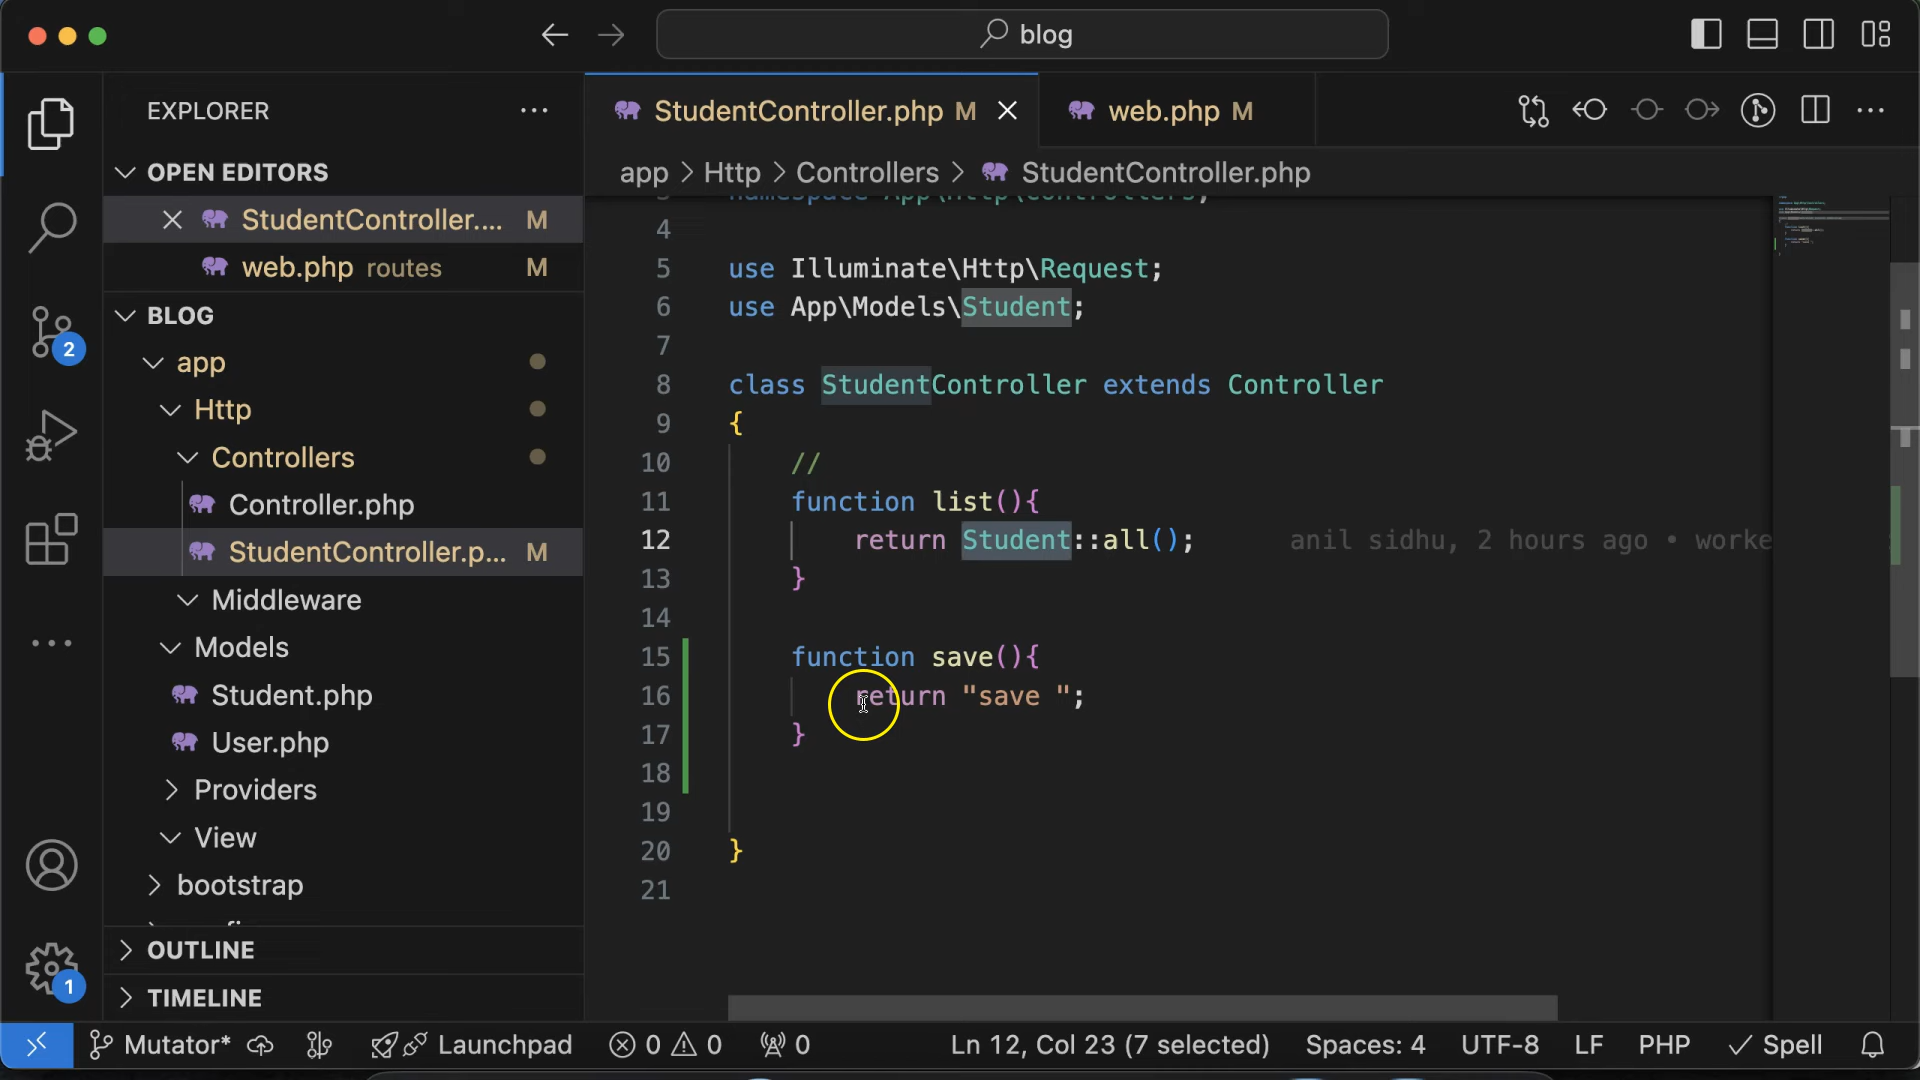 blog
EXPLORER
OPEN EDITORS
StudentController.... M
web.php routes M
BLOG
app
Http
Controllers
Controller.php
StudentController.p... M
Middleware
Models
Student.php
User.php
Providers
View
bootstrap
OUTLINE
TIMELINE
StudentController.php M
web.php M
app > Http > Controllers > StudentController.php
3 namespace App\Http\Controllers;
4
5 use Illuminate\Http\Request;
6 use App\Models\Student;
7
8 class StudentController extends Controller
9 {
10 //
11 function list(){
12 return Student::all(); anil sidhu, 2 hours ago • worke
13 }
14
15 function save(){
16 return "save ";
17 }
18
19
20 }
21
2
1
Mutator* Launchpad 0 0 0 Ln 12, Col 23 (7 selected) Spaces: 4 UTF-8 LF PHP Spell